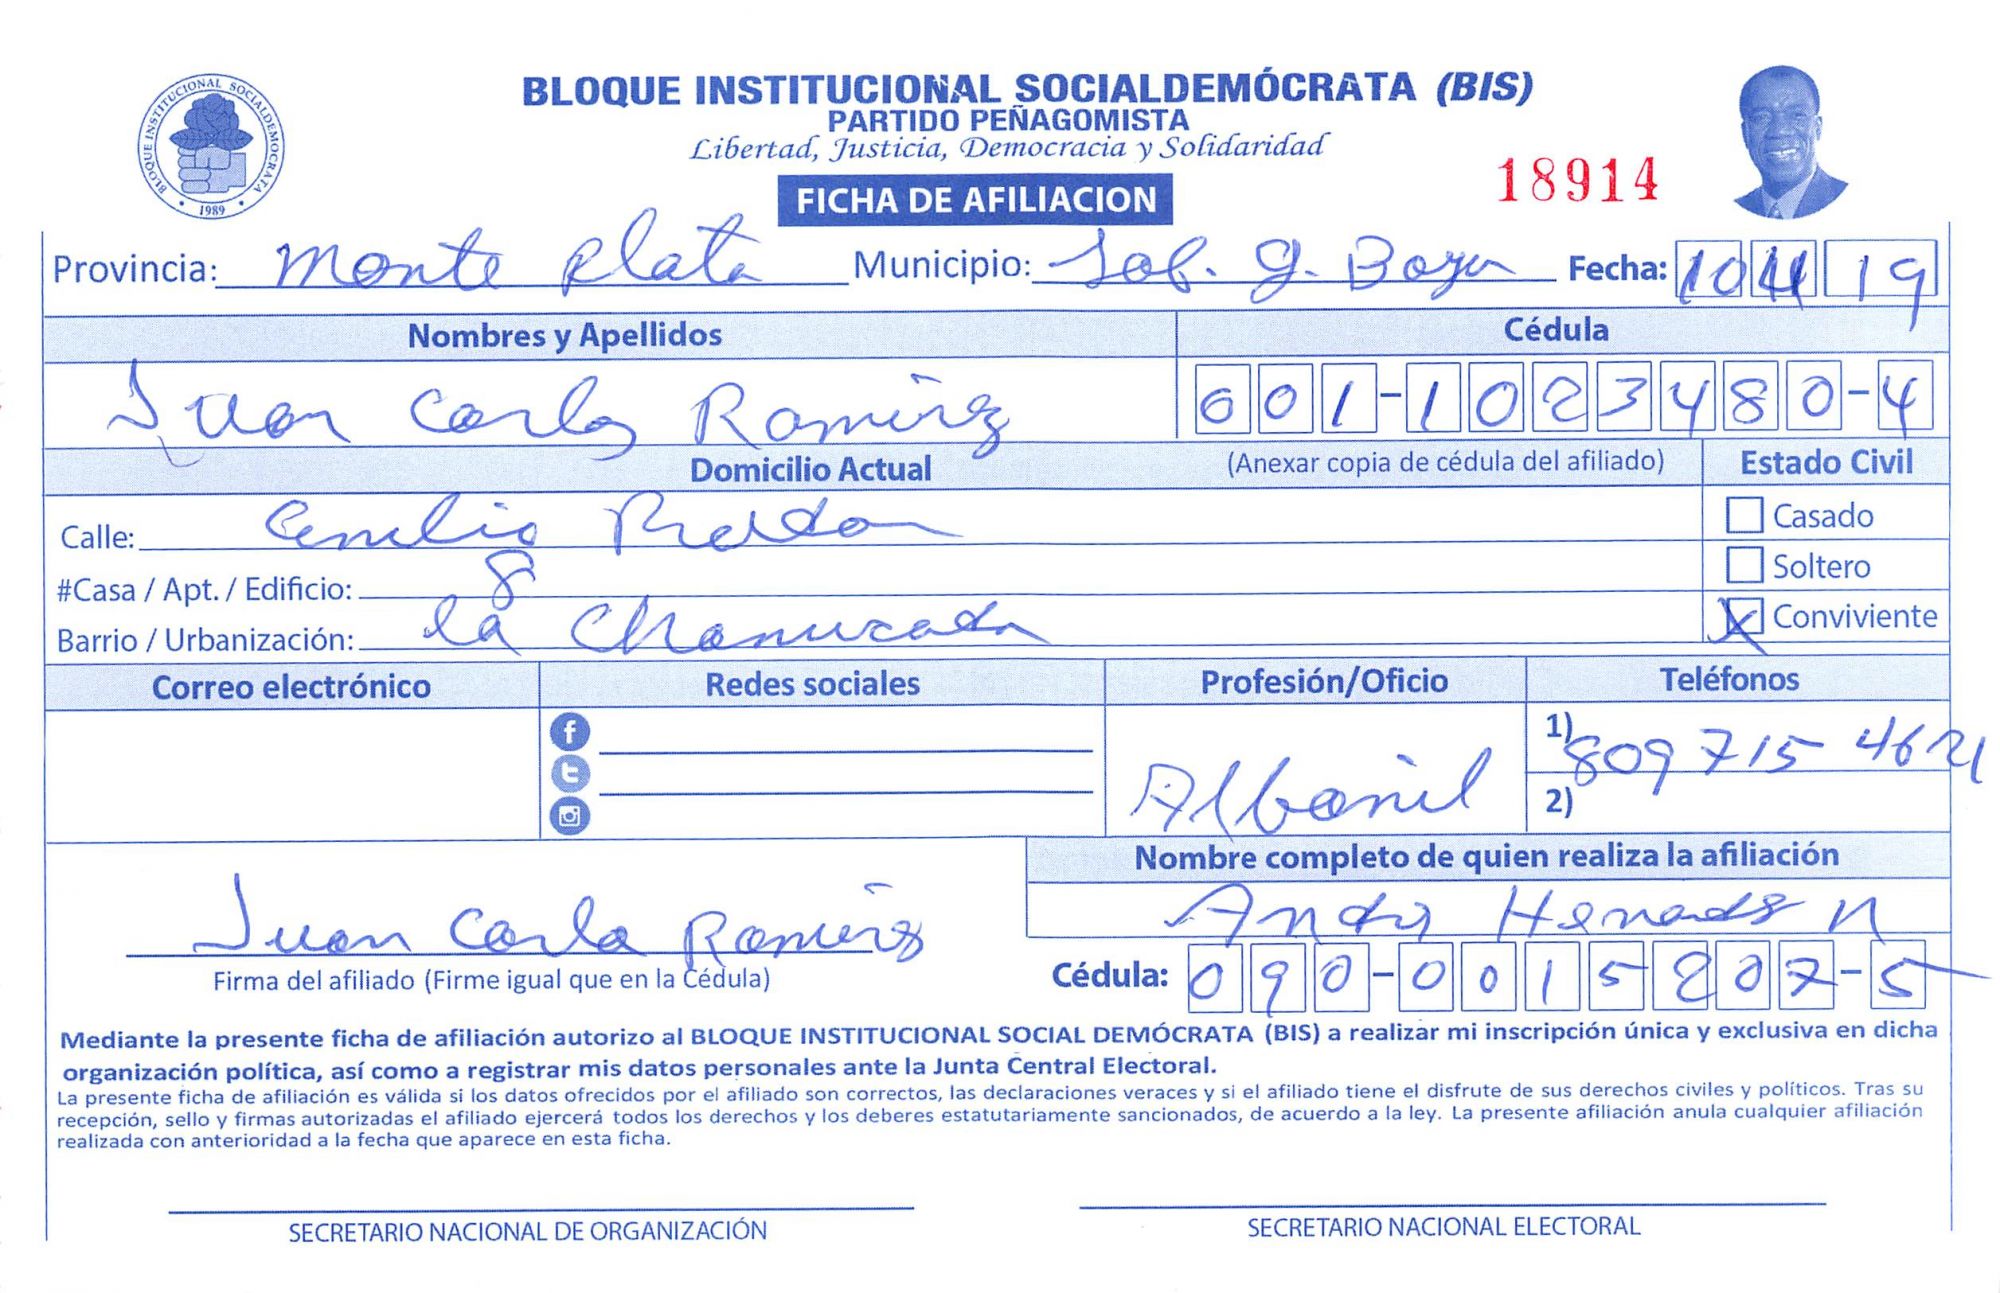 BLOQUE INSTITUCIONAL SOCIALDEMÓCRATA (BIS)
PARTIDO PEÑAGOMISTA
Libertad, Justicia, Democracia y Solidaridad
BLOQUE INSTITUCIONAL SOCIALDEMOCRATA
• 1989 •
18914
FICHA DE AFILIACION
Provincia: Monte Plata Municipio: Sab. G. Boya Fecha: 10 19
Nombres y Apellidos Cédula
Juan Carlos Ramirez 001-1023480-4
Domicilio Actual (Anexar copia de cédula del afiliado) Estado Civil
Calle: Emilio Casado
#Casa / Apt. / Edificio: 8 Soltero
Barrio / Urbanización: la X Conviviente
Correo electrónico Redes sociales Profesión/Oficio Teléfonos
Albañil 1) 809 715 4621
2)
Nombre completo de quien realiza la afiliación
Juan Carlo Ramirez
Firma del afiliado (Firme igual que en la Cédula) Cédula: 090-0015207-5
Mediante la presente ficha de afiliación autorizo al BLOQUE INSTITUCIONAL SOCIAL DEMÓCRATA (BIS) a realizar mi inscripción única y exclusiva en dicha
organización política, así como a registrar mis datos personales ante la Junta Central Electoral.
La presente ficha de afiliación es válida si los datos ofrecidos por el afiliado son correctos, las declaraciones veraces y si el afiliado tiene el disfrute de sus derechos civiles y políticos. Tras su
recepción, sello y firmas autorizadas el afiliado ejercerá todos los derechos y los deberes estatutariamente sancionados, de acuerdo a la ley. La presente afiliación anula cualquier afiliación
realizada con anterioridad a la fecha que aparece en esta ficha.
SECRETARIO NACIONAL DE ORGANIZACIÓN SECRETARIO NACIONAL ELECTORAL